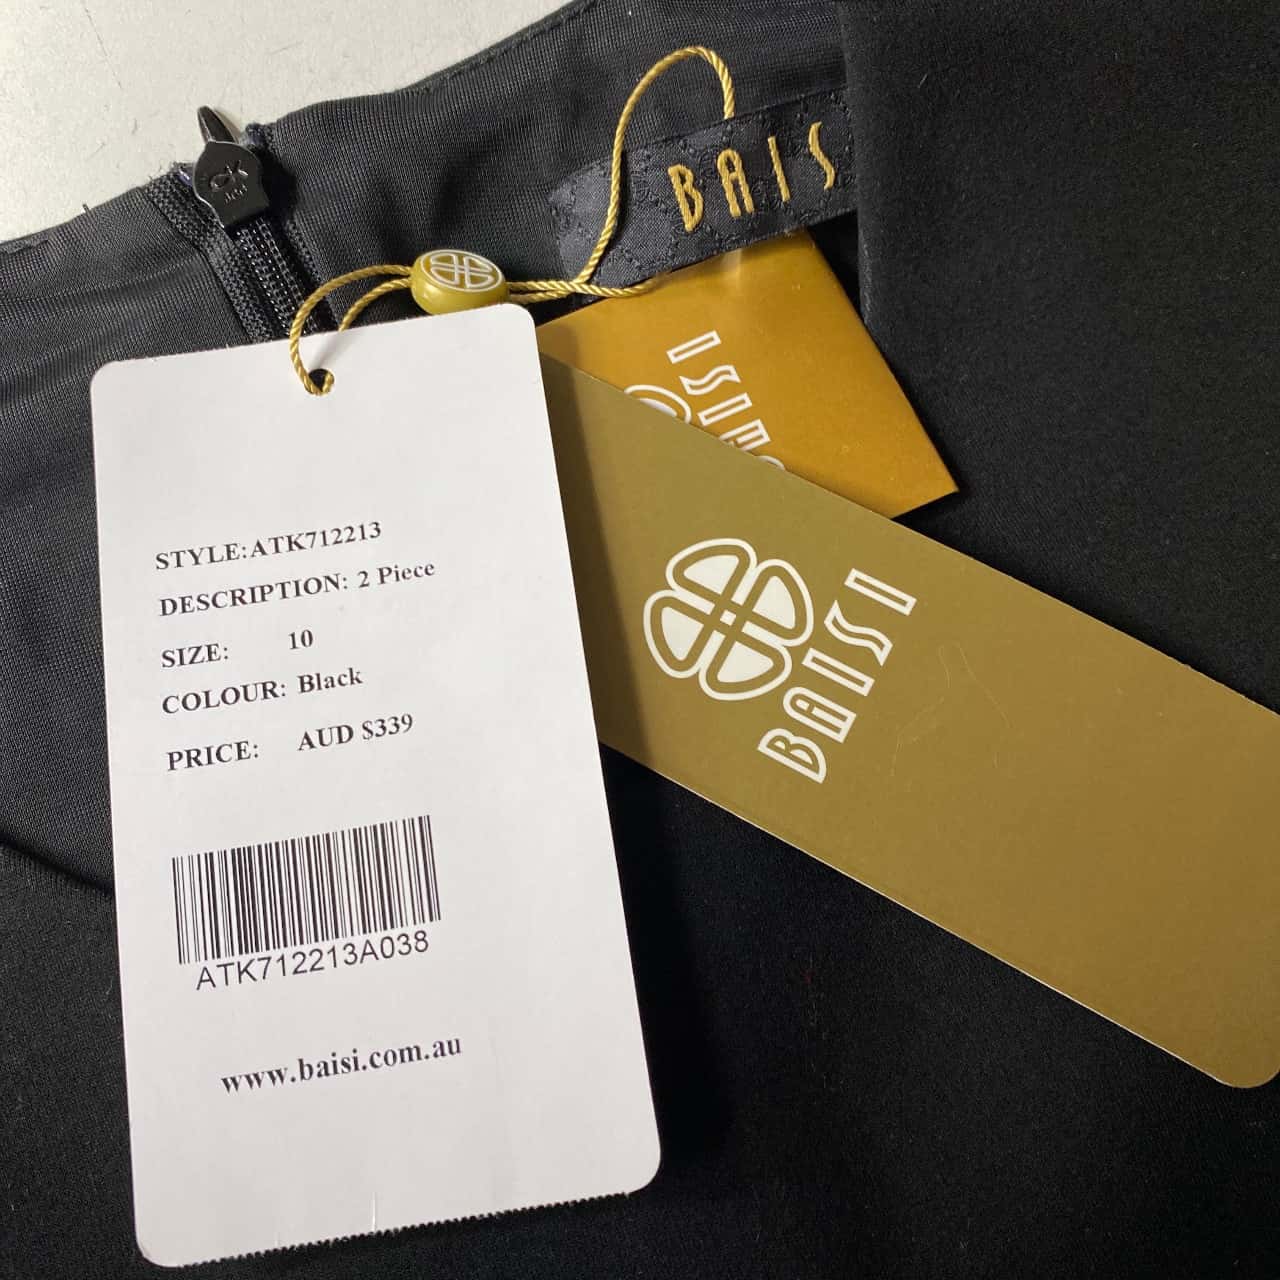 BAISI
BAISI
STYLE:ATK712213
DESCRIPTION: 2 Piece
SIZE: 10
COLOUR: Black
PRICE: AUD $339
ATK712213A038
www.baisi.com.au
BAISI